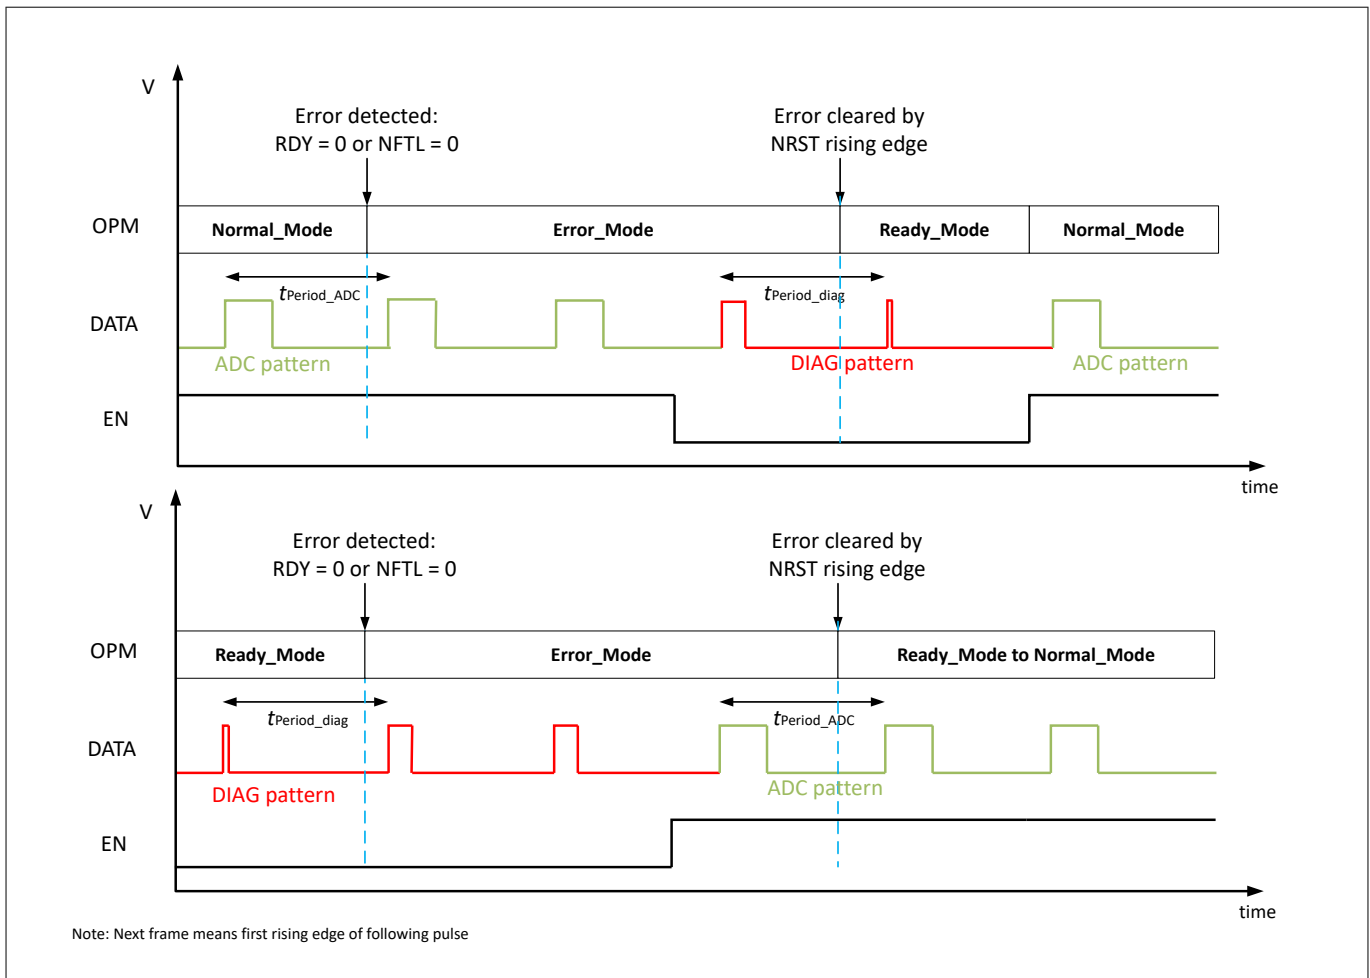 V
Error detected:
RDY = 0 or NFTL = 0
Error cleared by
NRST rising edge
OPM
Normal_Mode
Error_Mode
Ready_Mode
Normal_Mode
tPeriod_ADC
tPeriod_diag
DATA
ADC pattern
DIAG pattern
ADC pattern
EN
time
V
Error detected:
RDY = 0 or NFTL = 0
Error cleared by
NRST rising edge
OPM
Ready_Mode
Error_Mode
Ready_Mode to Normal_Mode
tPeriod_diag
tPeriod_ADC
DATA
DIAG pattern
ADC pattern
EN
time
Note: Next frame means first rising edge of following pulse